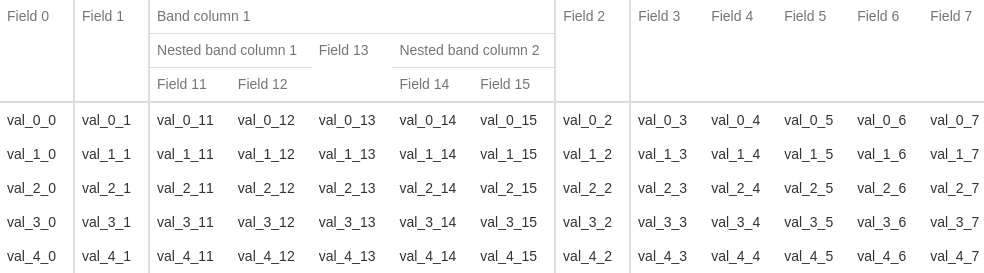 Field 0 Field 1 Band column 1 Field 2 Field 3 Field 4 Field 5 Field 6 Field 7
Nested band column 1 Field 13 Nested band column 2
Field 11 Field 12 Field 14 Field 15
val_0_0 val_0_1 val_0_11 val_0_12 val_0_13 val_0_14 val_0_15 val_0_2 val_0_3 val_0_4 val_0_5 val_0_6 val_0_7
val_1_0 val_1_1 val_1_11 val_1_12 val_1_13 val_1_14 val_1_15 val_1_2 val_1_3 val_1_4 val_1_5 val_1_6 val_1_7
val_2_0 val_2_1 val_2_11 val_2_12 val_2_13 val_2_14 val_2_15 val_2_2 val_2_3 val_2_4 val_2_5 val_2_6 val_2_7
val_3_0 val_3_1 val_3_11 val_3_12 val_3_13 val_3_14 val_3_15 val_3_2 val_3_3 val_3_4 val_3_5 val_3_6 val_3_7
val_4_0 val_4_1 val_4_11 val_4_12 val_4_13 val_4_14 val_4_15 val_4_2 val_4_3 val_4_4 val_4_5 val_4_6 val_4_7